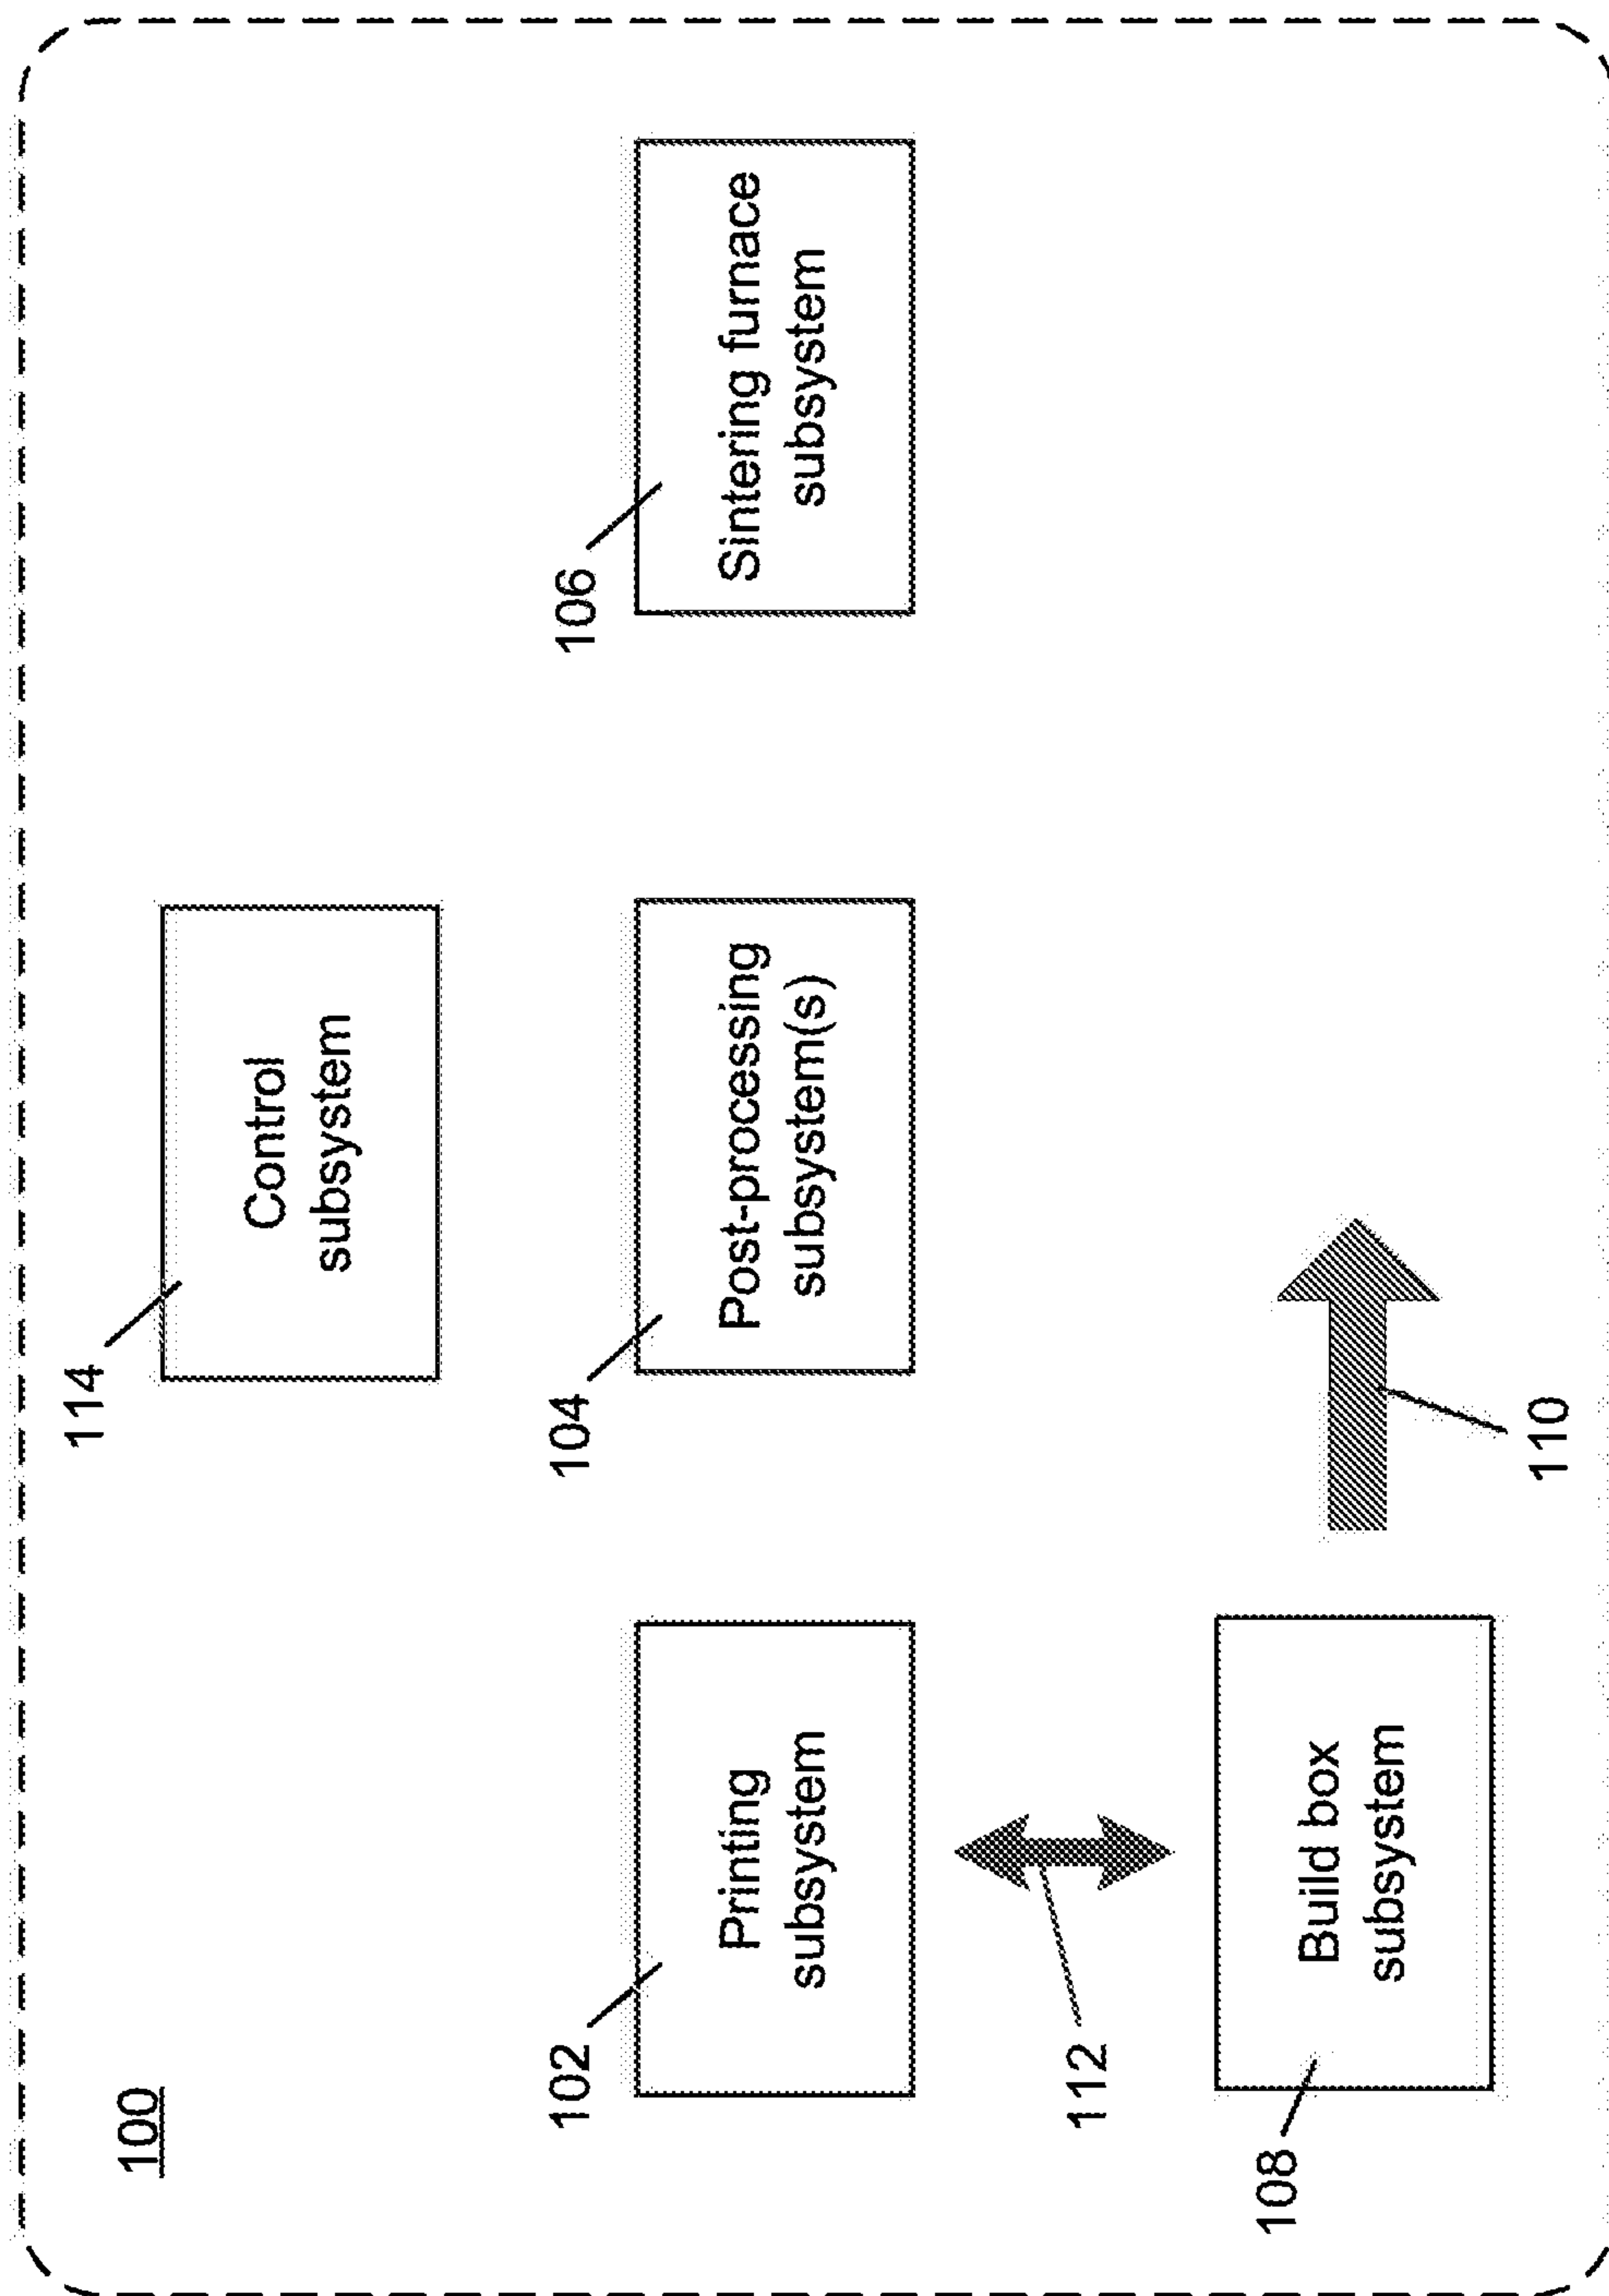 100
114
Control
subsystem
102
Printing
subsystem
104
Post-processing
subsystem(s)
106
Sintering furnace
subsystem
112
108
Build box
subsystem
110